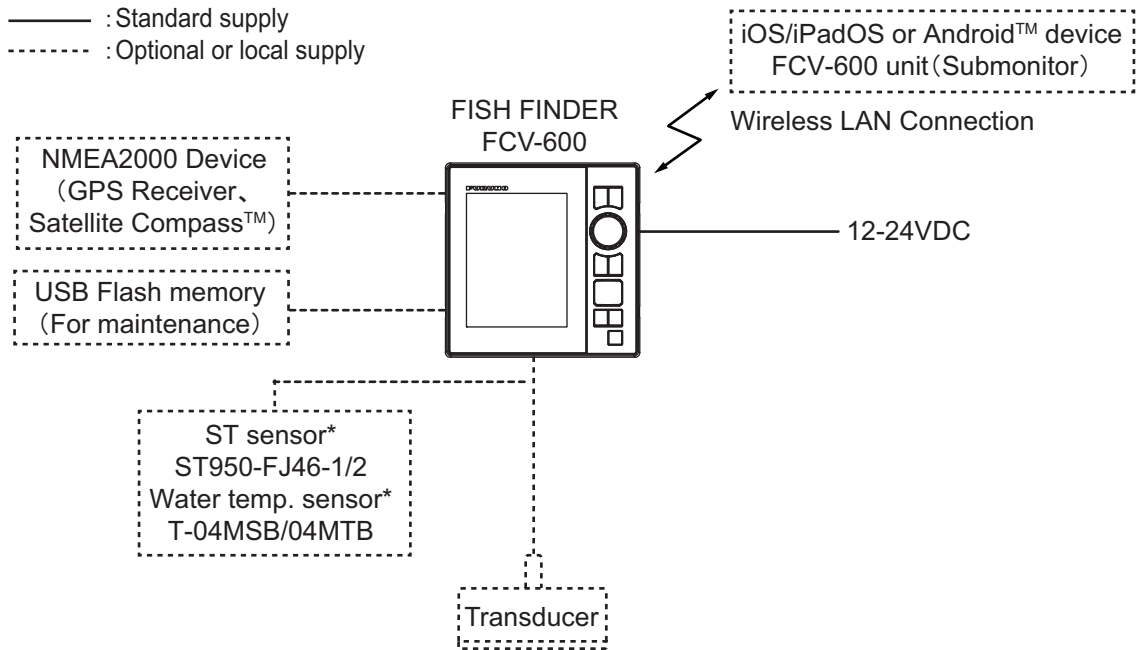 : Standard supply
: Optional or local supply
iOS/iPadOS or Android™ device
FCV-600 unit（Submonitor）
Wireless LAN Connection
FISH FINDER
FCV-600
FURUNO
NMEA2000 Device
（GPS Receiver、
Satellite Compass™）
12-24VDC
USB Flash memory
（For maintenance）
ST sensor*
ST950-FJ46-1/2
Water temp. sensor*
T-04MSB/04MTB
Transducer